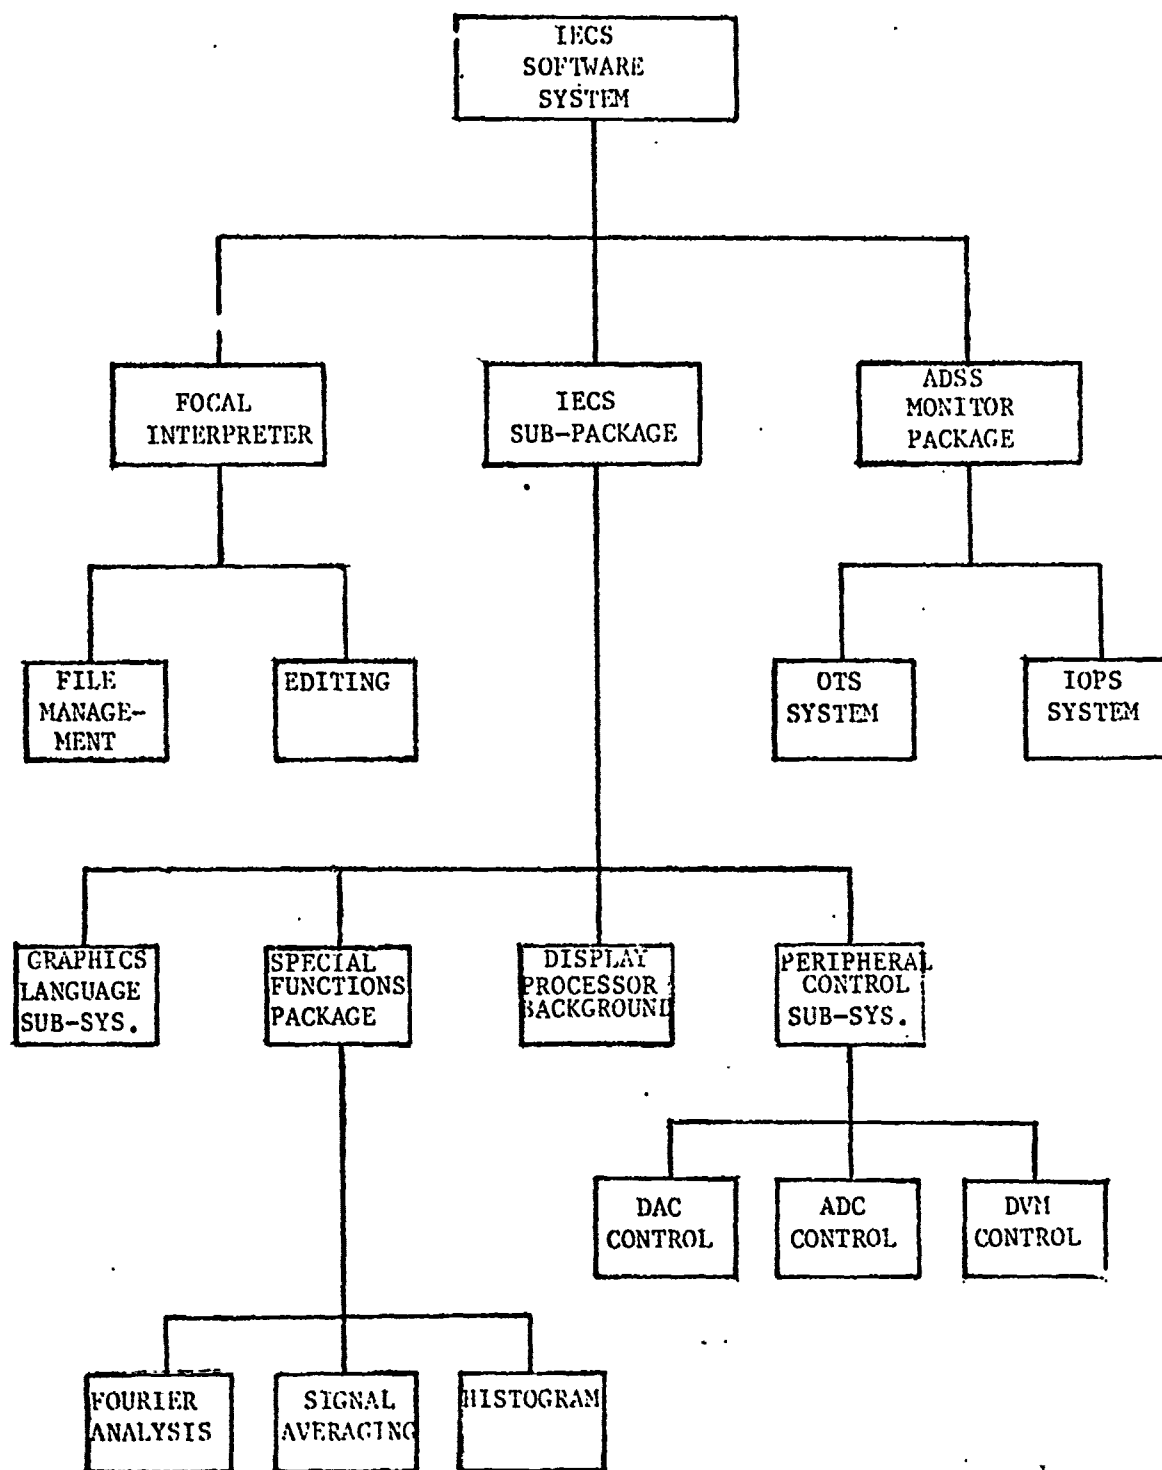 IECS
SOFTWARE
SYSTEM
FOCAL
INTERPRETER
IECS
SUB-PACKAGE
ADSS
MONITOR
PACKAGE
FILE
MANAGE-
MENT
EDITING
OTS
SYSTEM
IOPS
SYSTEM
GRAPHICS
LANGUAGE
SUB-SYS.
SPECIAL
FUNCTIONS
PACKAGE
DISPLAY
PROCESSOR
BACKGROUND
PERIPHERAL
CONTROL
SUB-SYS.
DAC
CONTROL
ADC
CONTROL
DVM
CONTROL
FOURIER
ANALYSIS
SIGNAL
AVERAGING
HISTOGRAM